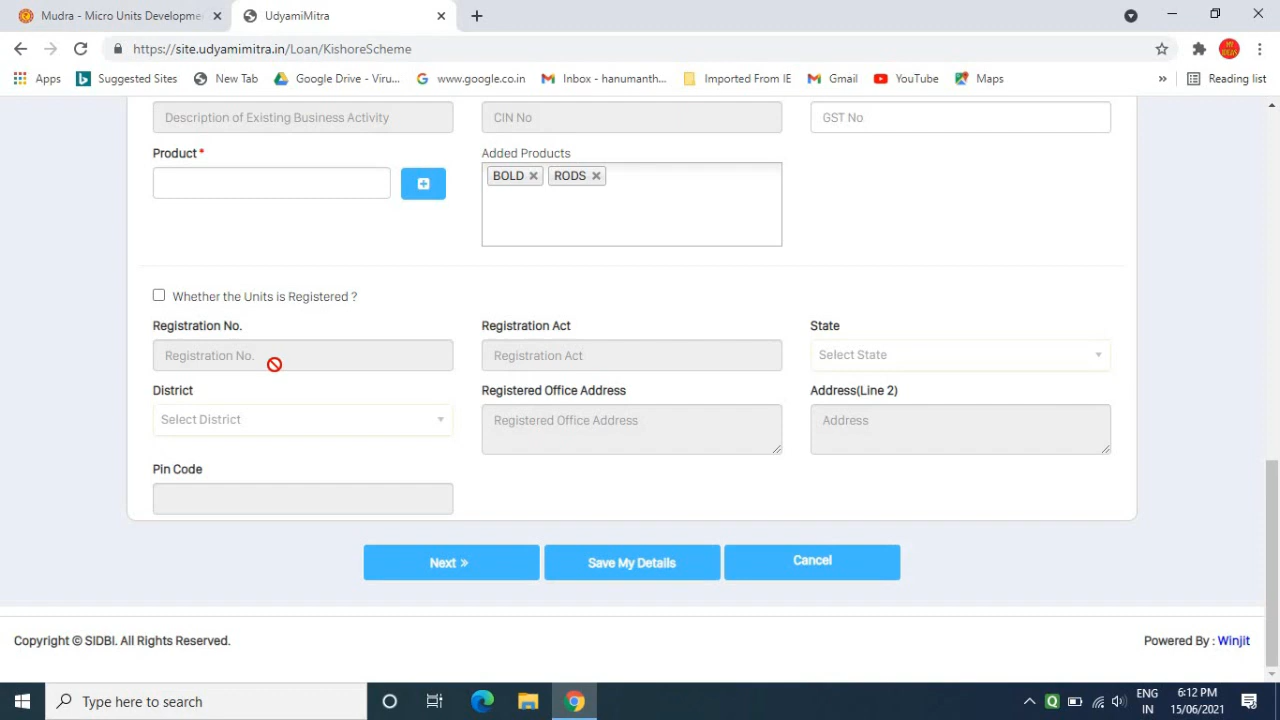 Mudra - Micro Units Developme
UdyamiMitra
https://site.udyamimitra.in/Loan/KishoreScheme
Apps
Suggested Sites
New Tab
Google Drive - Viru...
www.google.co.in
Inbox - hanumanth...
Imported From IE
Gmail
YouTube
Maps
»
Reading list
Description of Existing Business Activity
CIN No
GST No
Product *
Added Products
BOLD ×
RODS ×
Whether the Units is Registered ?
Registration No.
Registration Act
State
Registration No.
Registration Act
Select State
District
Registered Office Address
Address(Line 2)
Select District
Registered Office Address
Address
Pin Code
Next »
Save My Details
Cancel
Copyright © SIDBI. All Rights Reserved.
Powered By : Winjit
Type here to search
ENG
IN
6:12 PM
15/06/2021